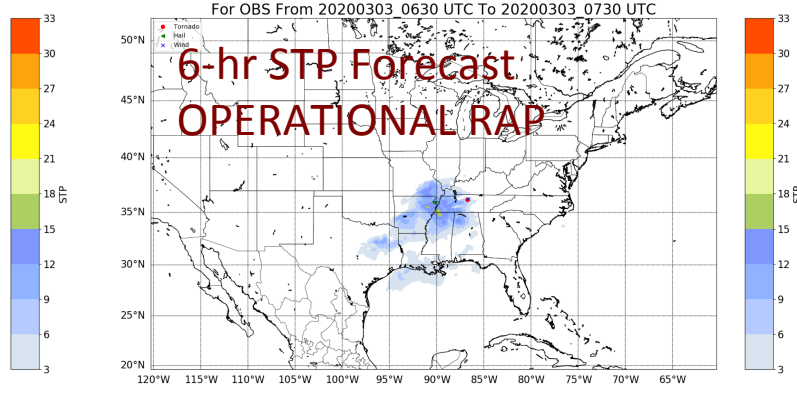 For OBS From 20200303_0630 UTC To 20200303_0730 UTC
33
30
27
24
21
18
15
12
9
6
3
STP
Tornado
Hail
Wind
6-hr STP Forecast
OPERATIONAL RAP
50°N
45°N
40°N
35°N
30°N
25°N
20°N
120°W
115°W
110°W
105°W
100°W
95°W
90°W
85°W
80°W
75°W
70°W
65°W
33
30
27
24
21
18
15
12
9
6
3
STP